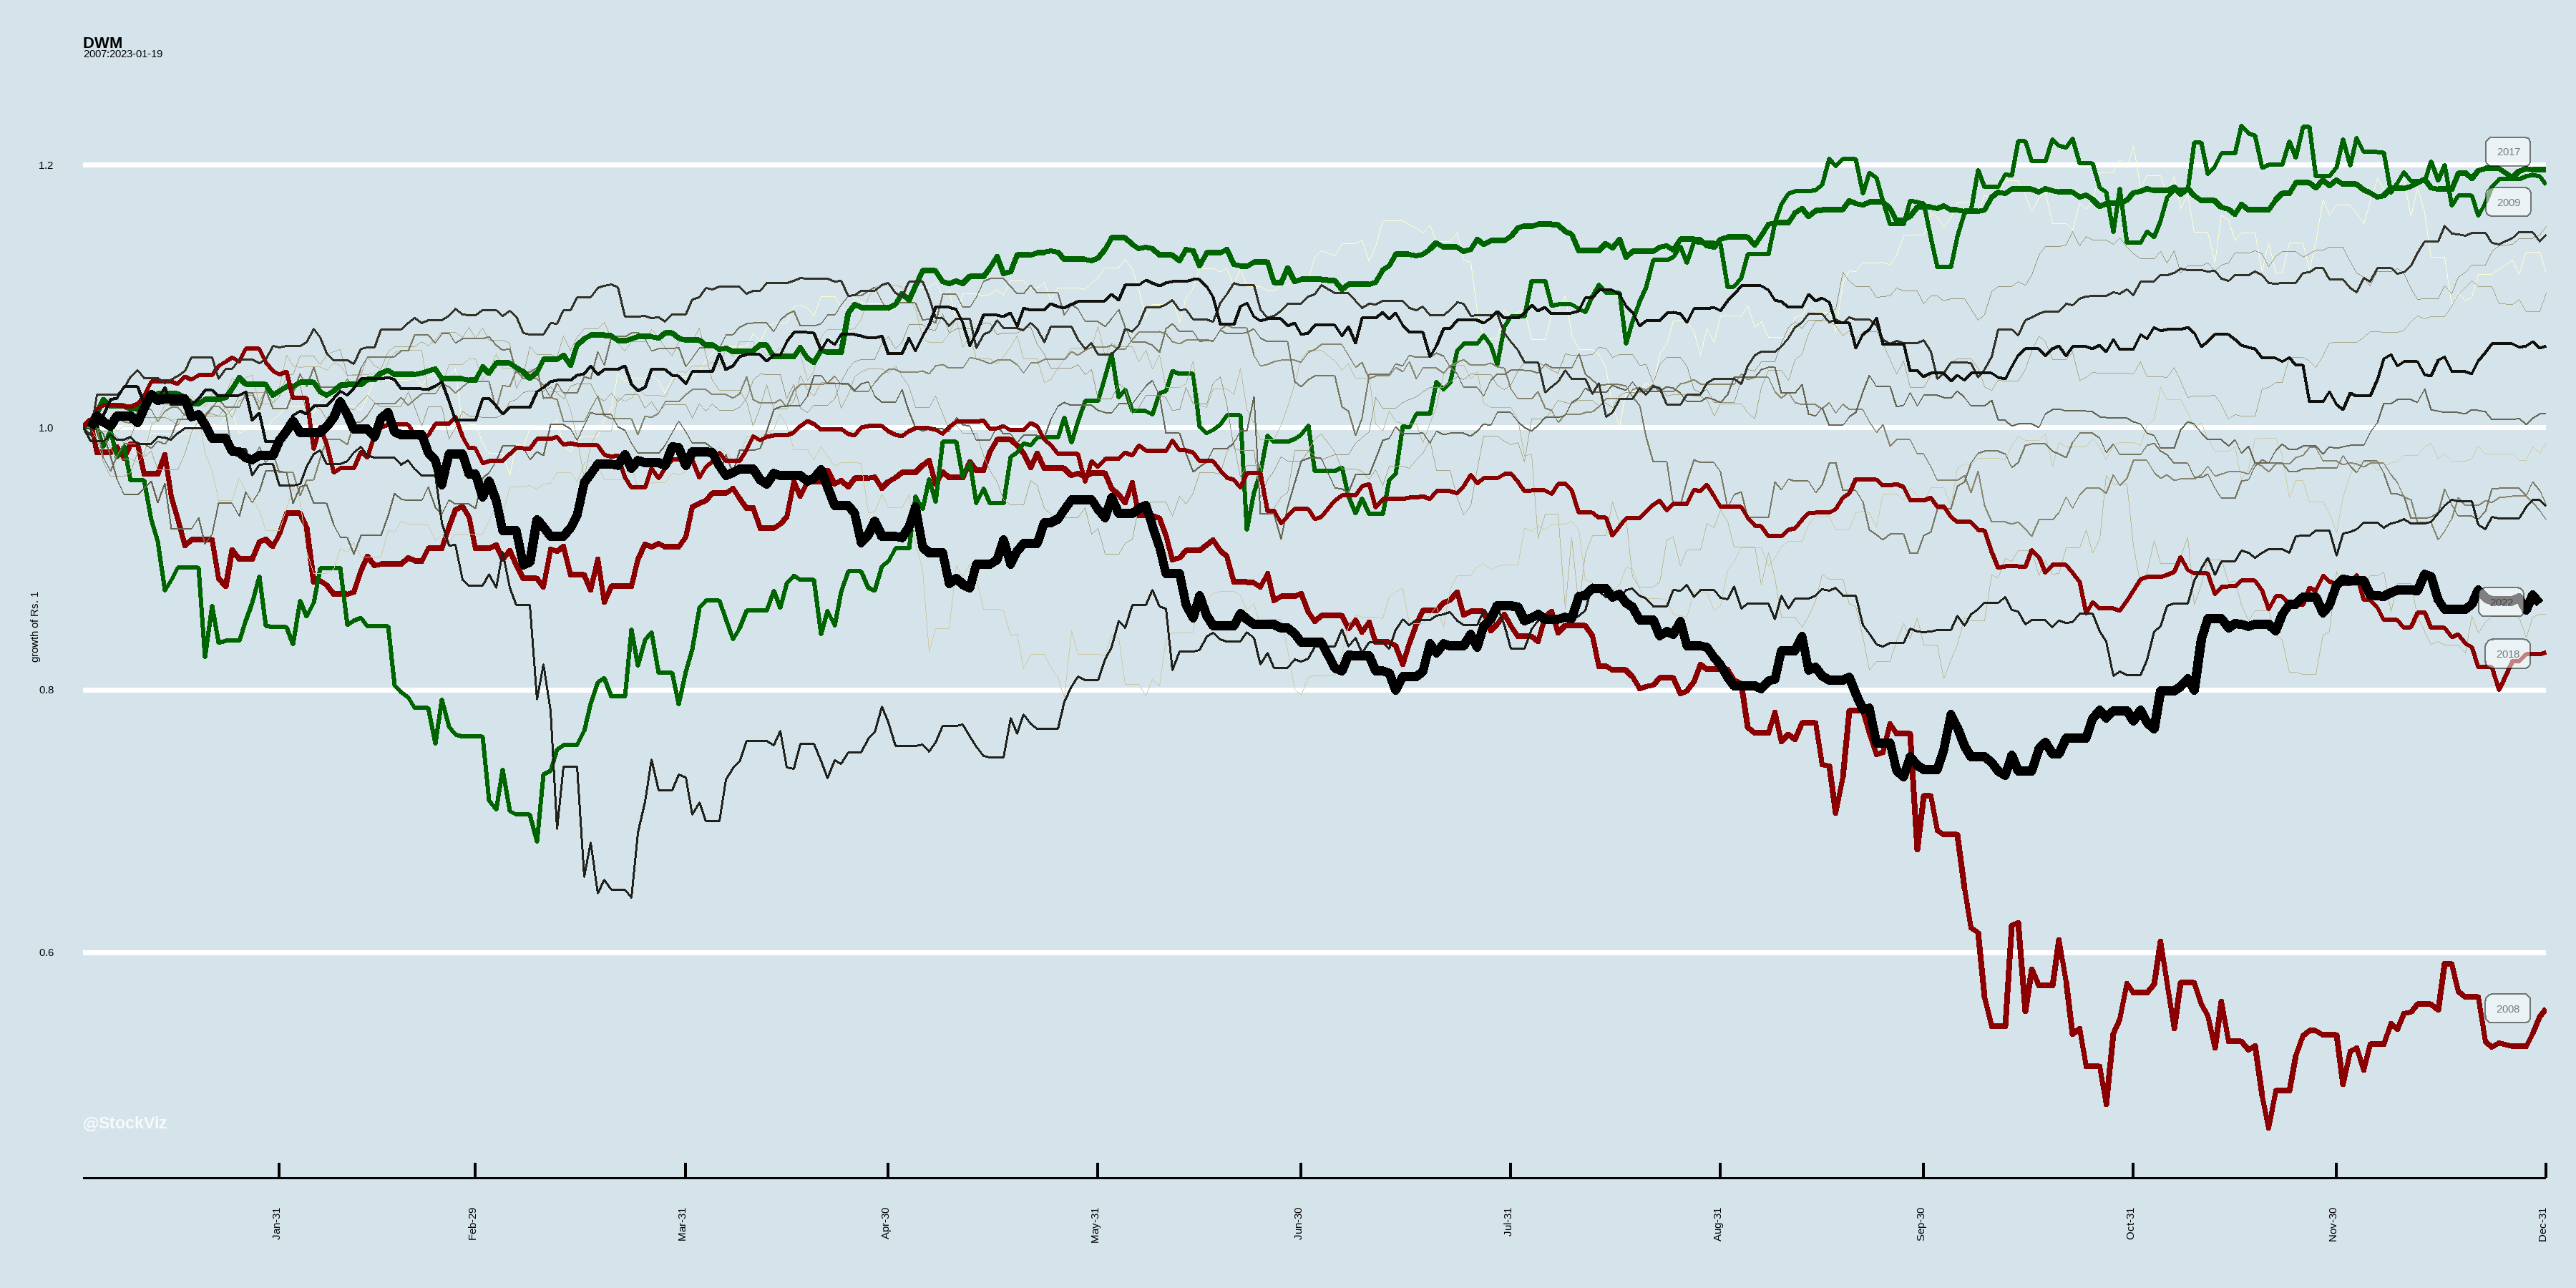 DWM
2007:2023-01-19
1.2
1.0
0.8
0.6
growth of Rs. 1
2017
2009
2022
2018
2008
@StockViz
Jan-31
Feb-29
Mar-31
Apr-30
May-31
Jun-30
Jul-31
Aug-31
Sep-30
Oct-31
Nov-30
Dec-31